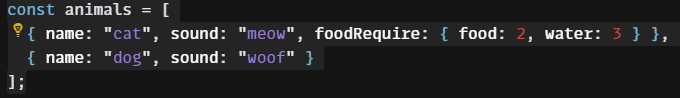 const animals = [
{ name: "cat", sound: "meow", foodRequire: { food: 2, water: 3 } },
{ name: "dog", sound: "woof" }
];